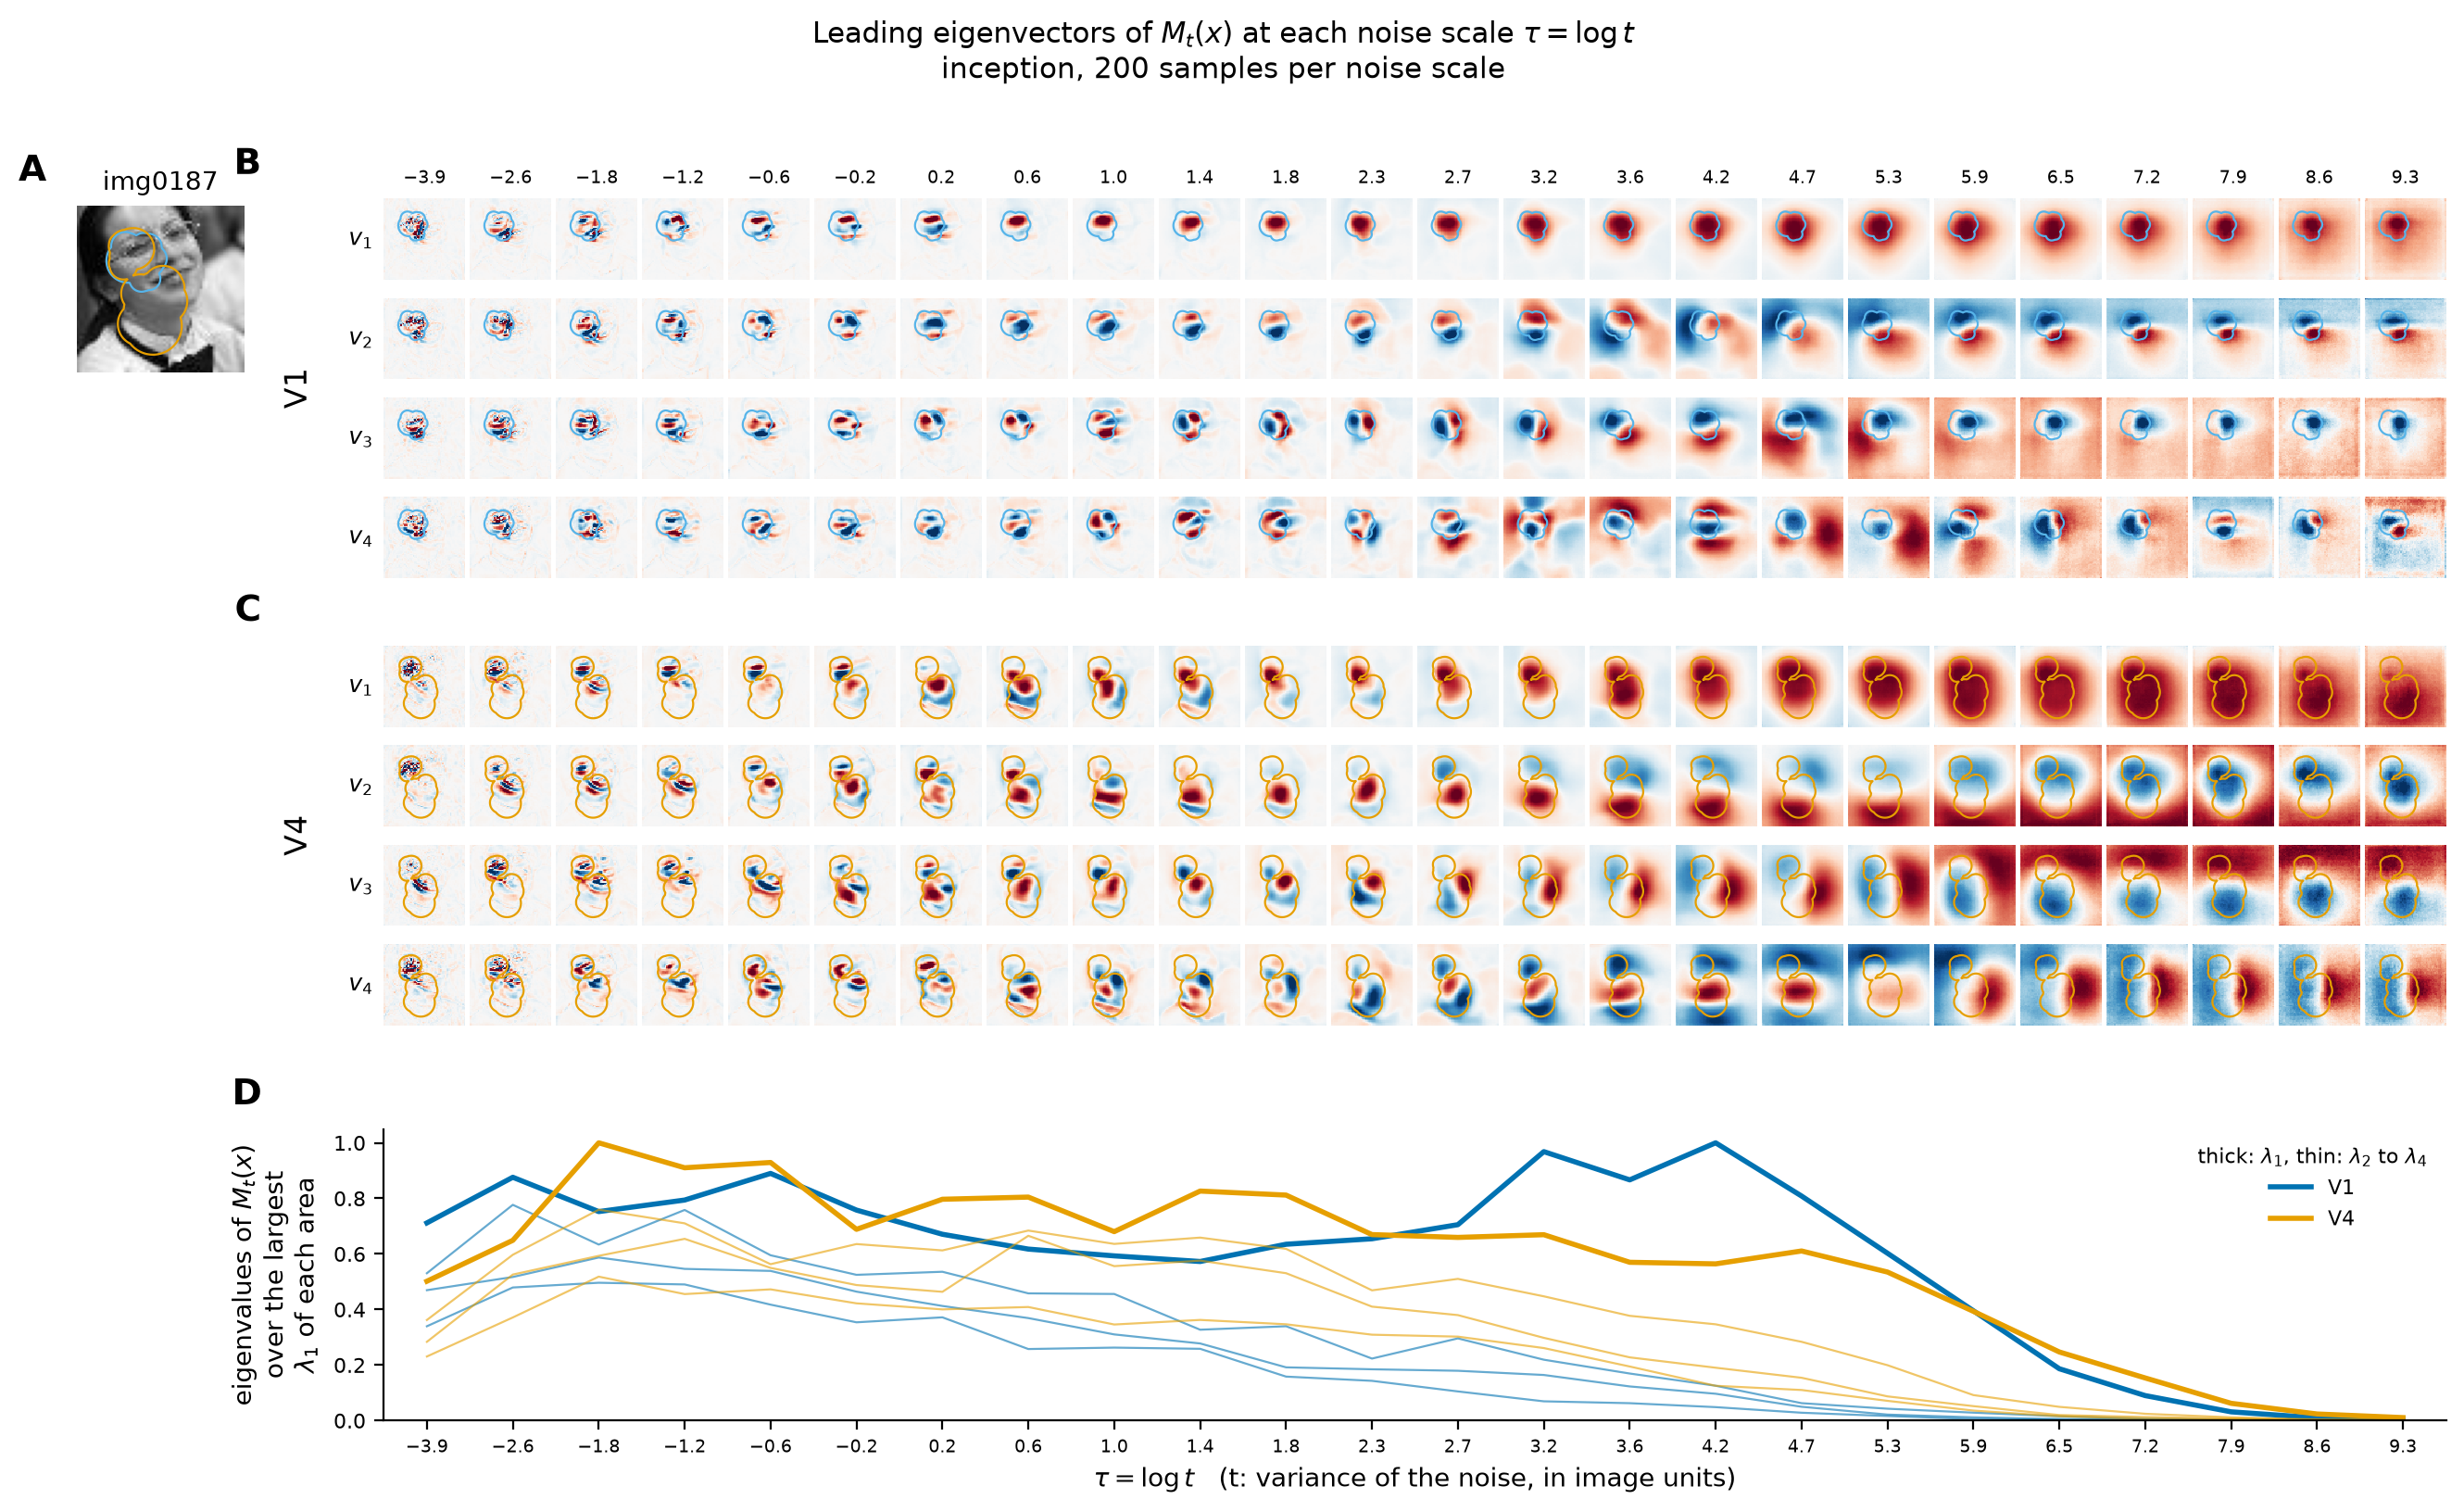 Leading eigenvectors of M_t(x) at each noise scale τ = log t
inception, 200 samples per noise scale
A
img0187
B
−3.9 −2.6 −1.8 −1.2 −0.6 −0.2 0.2 0.6 1.0 1.4 1.8 2.3 2.7 3.2 3.6 4.2 4.7 5.3 5.9 6.5 7.2 7.9 8.6 9.3
V1
v₁
v₂
v₃
v₄
C
V4
v₁
v₂
v₃
v₄
D
eigenvalues of M_t(x)
over the largest
λ₁ of each area
1.0
0.8
0.6
0.4
0.2
0.0
thick: λ₁, thin: λ₂ to λ₄
V1
V4
−3.9 −2.6 −1.8 −1.2 −0.6 −0.2 0.2 0.6 1.0 1.4 1.8 2.3 2.7 3.2 3.6 4.2 4.7 5.3 5.9 6.5 7.2 7.9 8.6 9.3
τ = log t (t: variance of the noise, in image units)